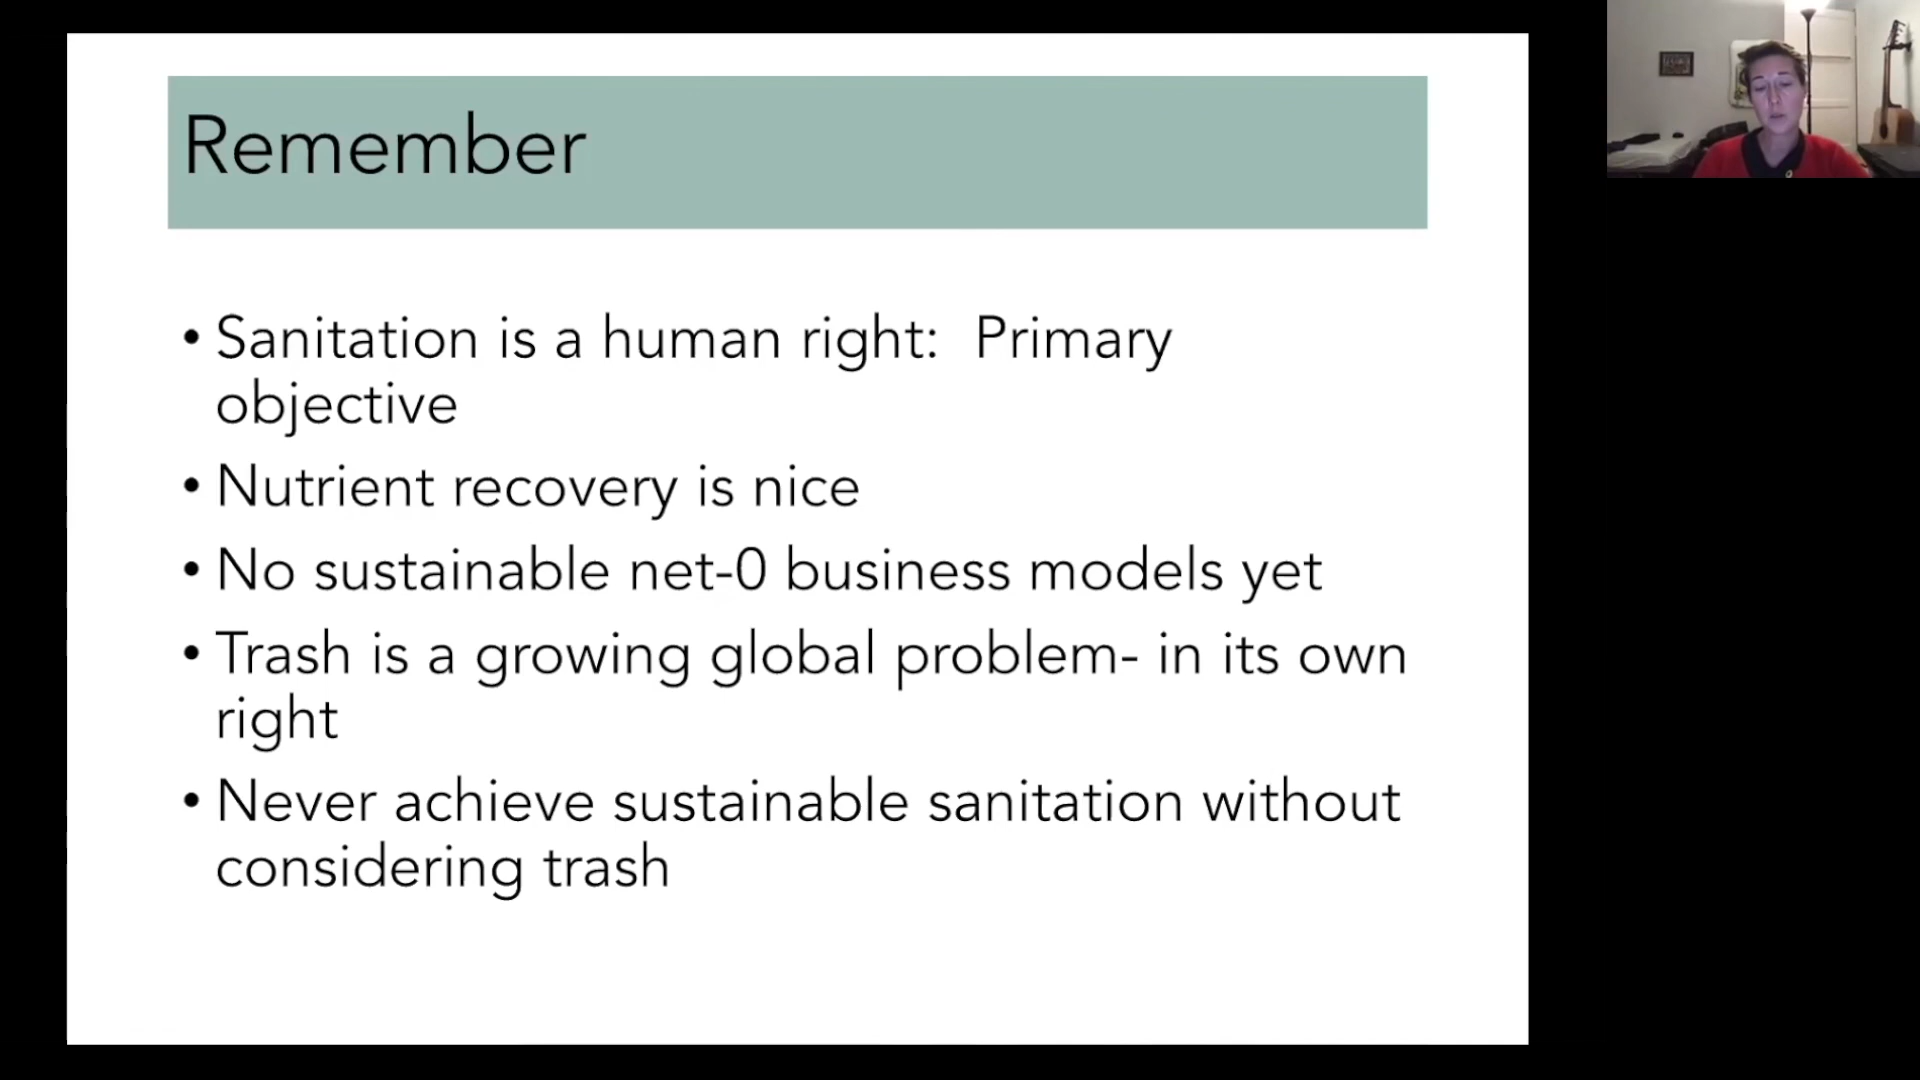 Remember
• Sanitation is a human right: Primary
objective
• Nutrient recovery is nice
• No sustainable net-0 business models yet
• Trash is a growing global problem- in its own
right
• Never achieve sustainable sanitation without
considering trash